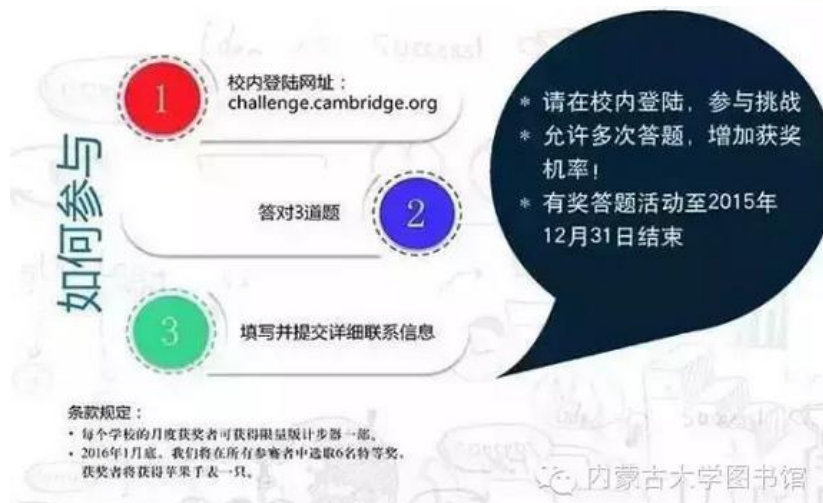 如何参与
1
校内登陆网址：
challenge.cambridge.org
答对3道题
2
3
填写并提交详细联系信息
* 请在校内登陆，参与挑战
* 允许多次答题，增加获奖
机率！
* 有奖答题活动至2015年
12月31日结束
条款规定：
• 每个学校的月度获奖者可获得限量版计步器一部、
• 2016年1月底，我们将在所有参赛者中选取6名特等奖，
获奖者将获得苹果手表一只。
内蒙古大学图书馆